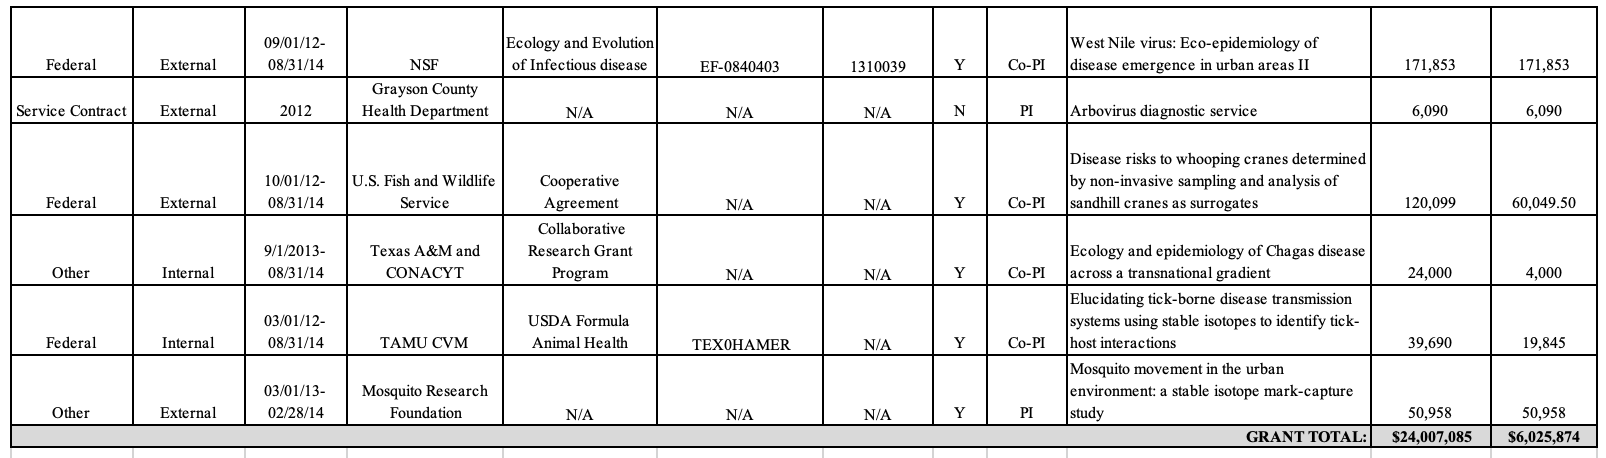 Federal External 09/01/12- 08/31/14 NSF Ecology and Evolution of Infectious disease EF-0840403 1310039 Y Co-PI West Nile virus: Eco-epidemiology of disease emergence in urban areas II 171,853 171,853
Service Contract External 2012 Grayson County Health Department N/A N/A N/A N PI Arbovirus diagnostic service 6,090 6,090
Federal External 10/01/12- 08/31/14 U.S. Fish and Wildlife Service Cooperative Agreement N/A N/A Y Co-PI Disease risks to whooping cranes determined by non-invasive sampling and analysis of sandhill cranes as surrogates 120,099 60,049.50
Other Internal 9/1/2013- 08/31/14 Texas A&M and CONACYT Collaborative Research Grant Program N/A N/A Y Co-PI Ecology and epidemiology of Chagas disease across a transnational gradient 24,000 4,000
Federal Internal 03/01/12- 08/31/14 TAMU CVM USDA Formula Animal Health TEX0HAMER N/A Y Co-PI Elucidating tick-borne disease transmission systems using stable isotopes to identify tick-host interactions 39,690 19,845
Other External 03/01/13- 02/28/14 Mosquito Research Foundation N/A N/A N/A Y PI Mosquito movement in the urban environment: a stable isotope mark-capture study 50,958 50,958
GRANT TOTAL: $24,007,085 $6,025,874